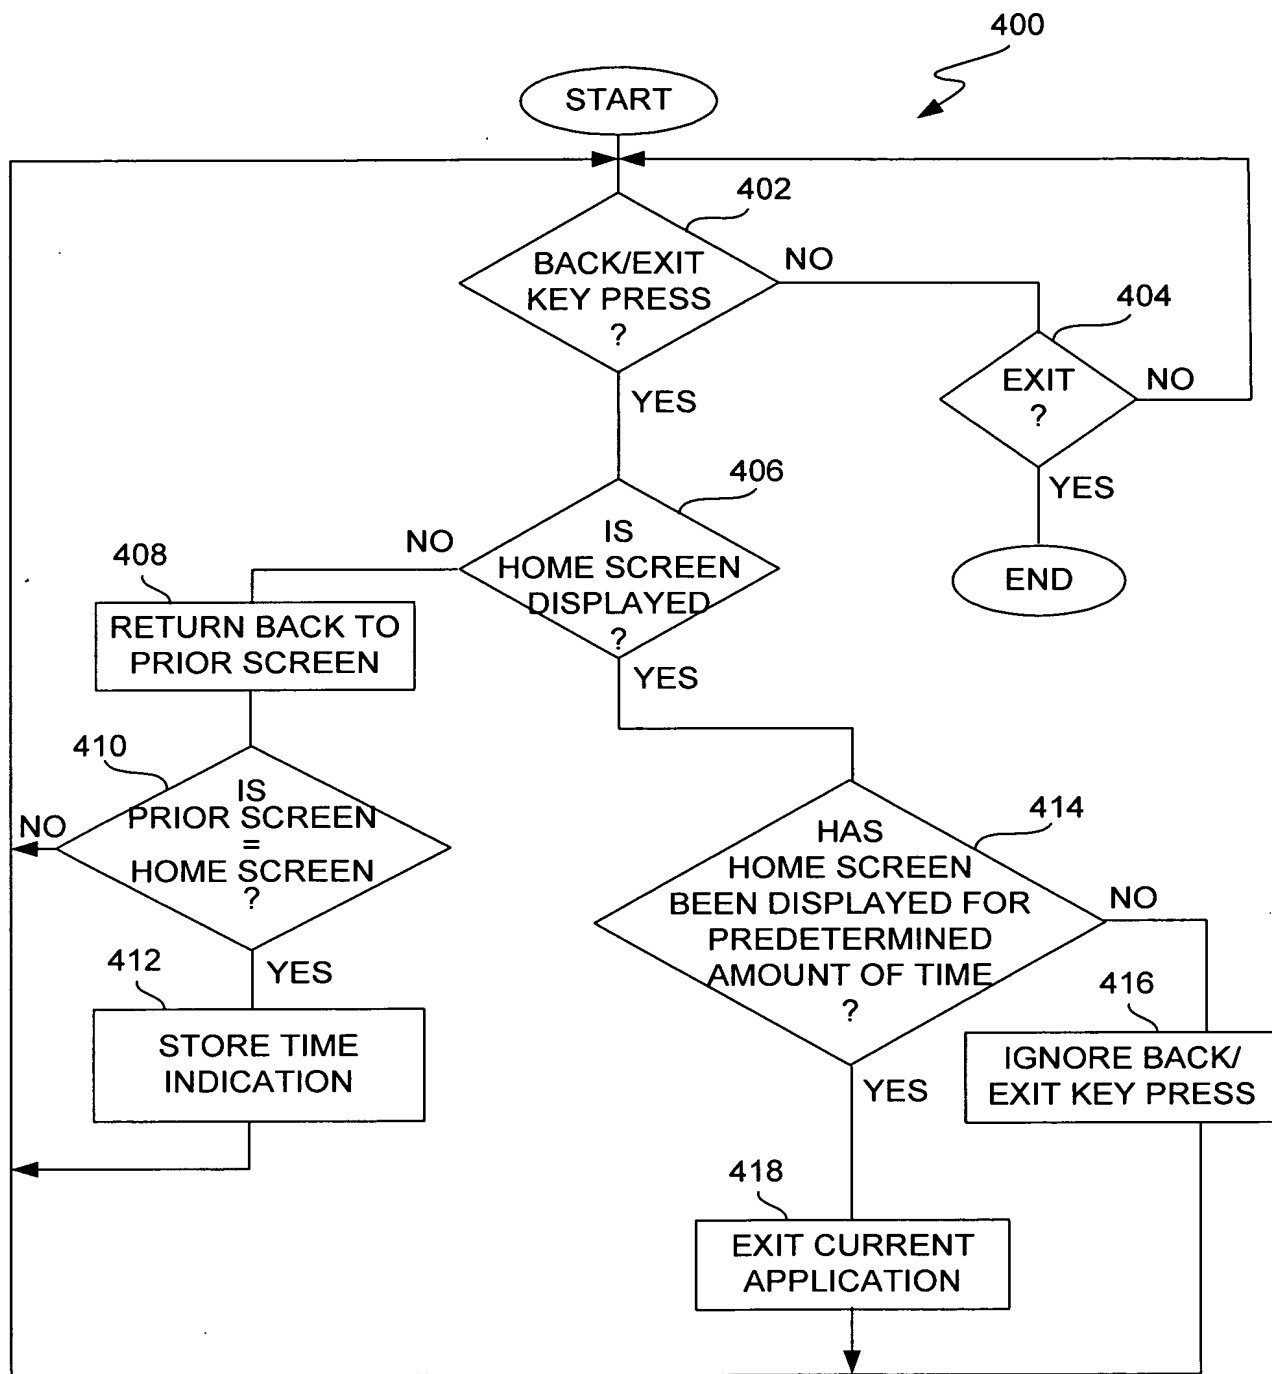 400
START
402
BACK/EXIT
KEY PRESS
?
NO
404
EXIT
?
NO
YES
YES
END
406
IS
HOME SCREEN
DISPLAYED
?
NO
YES
408
RETURN BACK TO
PRIOR SCREEN
410
IS
PRIOR SCREEN
=
HOME SCREEN
?
NO
YES
412
STORE TIME
INDICATION
414
HAS
HOME SCREEN
BEEN DISPLAYED FOR
PREDETERMINED
AMOUNT OF TIME
?
NO
YES
416
IGNORE BACK/
EXIT KEY PRESS
418
EXIT CURRENT
APPLICATION